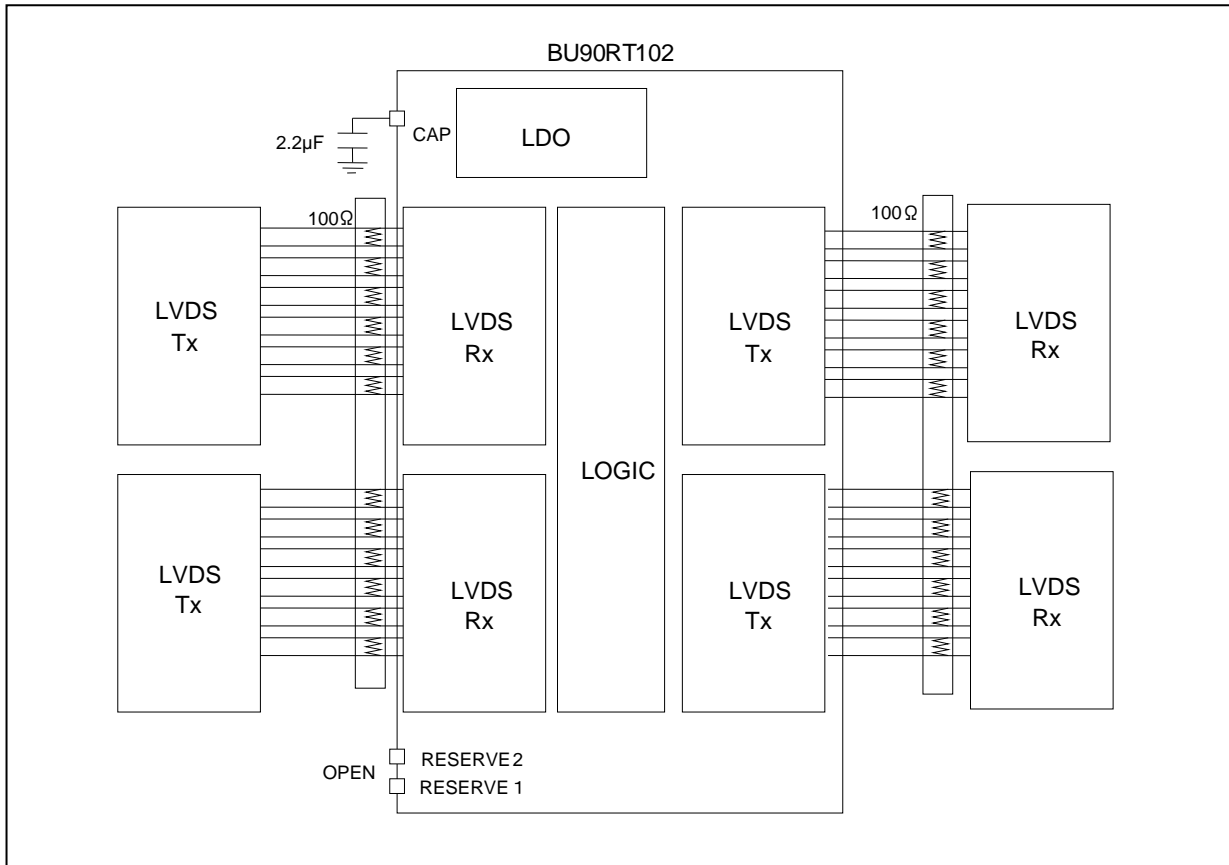 BU90RT102
CAP
LDO
2.2µF
100Ω
100Ω
LVDS
Tx
LVDS
Rx
LOGIC
LVDS
Tx
LVDS
Rx
LVDS
Tx
LVDS
Rx
LVDS
Tx
LVDS
Rx
OPEN
RESERVE 2
RESERVE 1